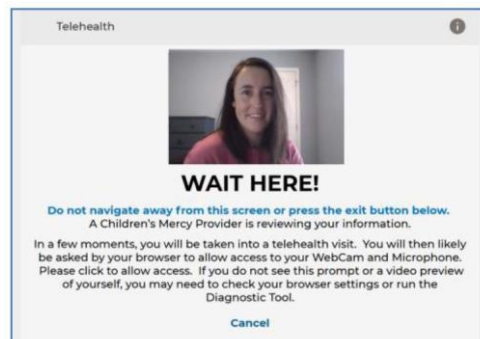 Telehealth
WAIT HERE!
Do not navigate away from this screen or press the exit button below.
A Children's Mercy Provider is reviewing your information.
In a few moments, you will be taken into a telehealth visit. You will then likely
be asked by your browser to allow access to your WebCam and Microphone.
Please click to allow access. If you do not see this prompt or a video preview
of yourself, you may need to check your browser settings or run the
Diagnostic Tool.
Cancel